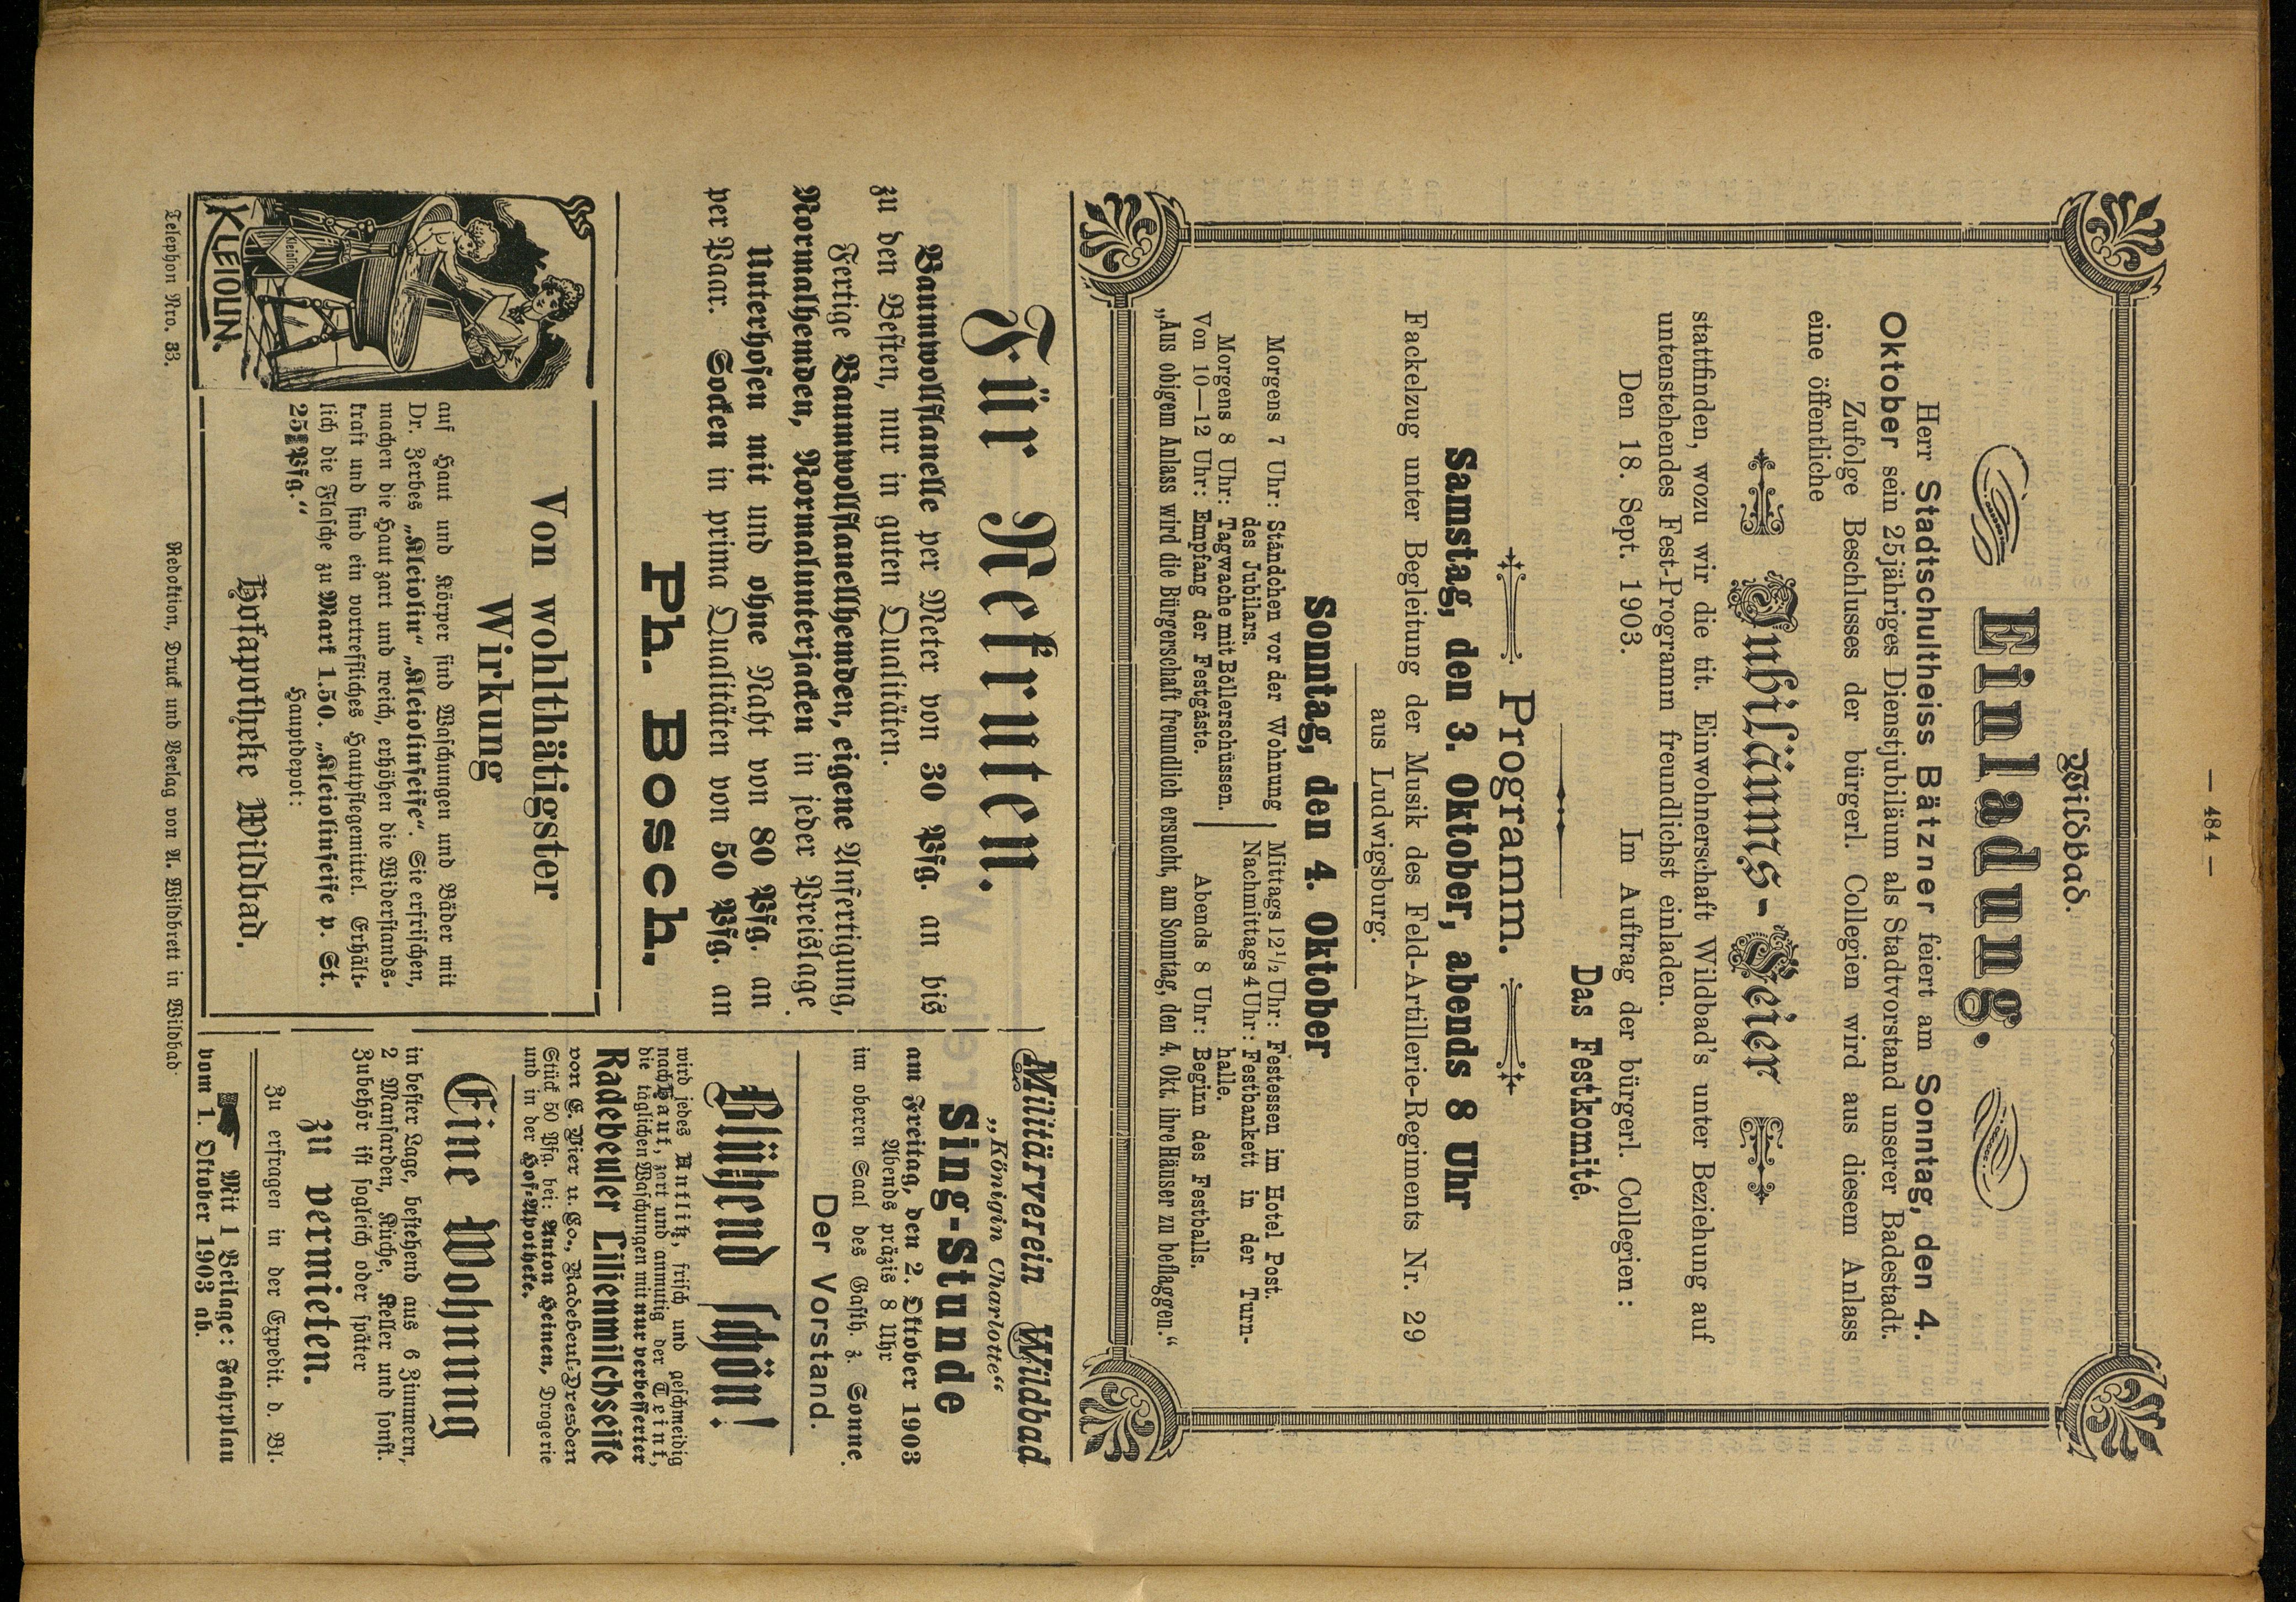 — 484 —
Wildbad.
Einladung.
Herr Stadtschultheiss Bätzner feiert am Sonntag, den 4.
Oktober sein 25jähriges Dienstjubiläum als Stadtvorstand unserer Badestadt.
Zufolge Beschlusses der bürgerl. Collegien wird aus diesem Anlass
eine öffentliche
Jubiläums-Feier
stattfinden, wozu wir die tit. Einwohnerschaft Wildbad's unter Beziehung auf
untenstehendes Fest-Programm freundlichst einladen.
Den 18. Sept. 1903. Im Auftrag der bürgerl. Collegien:
Das Festkomité.
Programm.
Samstag, den 3. Oktober, abends 8 Uhr
Fackelzug unter Begleitung der Musik des Feld-Artillerie-Regiments Nr. 29
aus Ludwigsburg.
Sonntag, den 4. Oktober
Morgens 7 Uhr: Ständchen vor der Wohnung
des Jubilars.
Morgens 8 Uhr: Tagwache mit Böllerschüssen.
Von 10—12 Uhr: Empfang der Festgäste.
Mittags 12 1/2 Uhr: Festessen im Hotel Post.
Nachmittags 4 Uhr: Festbankett in der Turn-
halle.
Abends 8 Uhr: Beginn des Festballs.
„Aus obigem Anlass wird die Bürgerschaft freundlich ersucht, am Sonntag, den 4. Okt. ihre Häuser zu beflaggen.“
Für Rekruten.
Baumwollflanelle per Meter von 30 Pfg. an bis
zu den Besten, nur in guten Qualitäten.
Fertige Baumwollflanellhemden, eigene Anfertigung,
Normalhemden, Normalunterjacken in jeder Preislage.
Unterhosen mit und ohne Naht von 80 Pfg. an
per Paar. Socken in prima Qualitäten von 50 Pfg. an
Ph. Bosch.
KLEIOLIN.
Kleiolin
Von wohlthätigster
Wirkung
auf Haut und Körper sind Waschungen und Bäder mit
Dr. Zerbes „Kleiolin“ „Kleiolinseife“. Sie erfrischen,
machen die Haut zart und weich, erhöhen die Widerstands-
kraft und sind ein vortreffliches Hautpflegemittel. Erhält-
lich die Flasche zu Mark 1.50. „Kleiolinseife p. St.
25 Pfg.“
Hauptdepot:
Hofapotheke Wildbad.
Militärverein Wildbad
„Königin Charlotte“
Sing-Stunde
am Freitag, den 2. Oktober 1903
Abends präzis 8 Uhr
im oberen Saal des Gasth. z. Sonne.
Der Vorstand.
Blühend schön!
wird jedes Antlitz, frisch und geschmeidig
nach Haut, zart und anmutig der Teint,
die täglichen Waschungen mit nur verbesserter
Radebeuler Lilienmilchseife
von E. Mier u. Co., Radebeul-Dresden
Stück 50 Pfg. bei: Anton Heinen, Drogerie
und in der Hof-Apotheke.
Eine Wohnung
in bester Lage, bestehend aus 6 Zimmern,
2 Mansarden, Küche, Keller und sonst.
Zubehör ist sogleich oder später
zu vermieten.
Zu erfragen in der Expedit. d. Bl.
Mit 1 Beilage: Fahrplan
vom 1. Oktober 1903 ab.
Telephon Nro. 33. Redaktion, Druck und Verlag von A. Wildbrett in Wildbad.